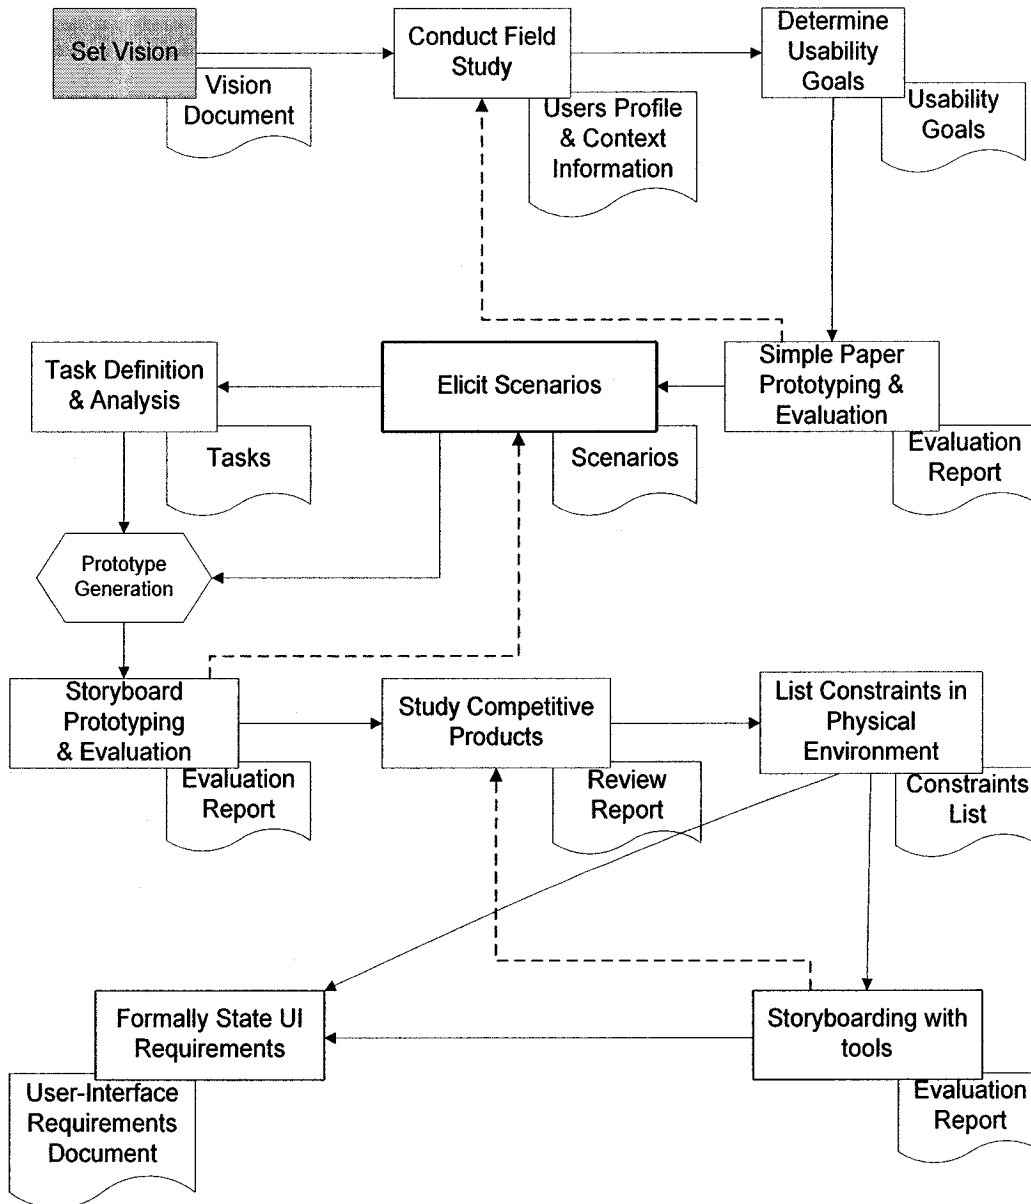 Set Vision
Vision
Document
Conduct Field
Study
Users Profile
& Context
Information
Determine
Usability
Goals
Usability
Goals
Task Definition
& Analysis
Tasks
Elicit Scenarios
Scenarios
Simple Paper
Prototyping &
Evaluation
Evaluation
Report
Prototype
Generation
Storyboard
Prototyping
& Evaluation
Evaluation
Report
Study Competitive
Products
Review
Report
List Constraints in
Physical
Environment
Constraints
List
Formally State UI
Requirements
User-Interface
Requirements
Document
Storyboarding with
tools
Evaluation
Report